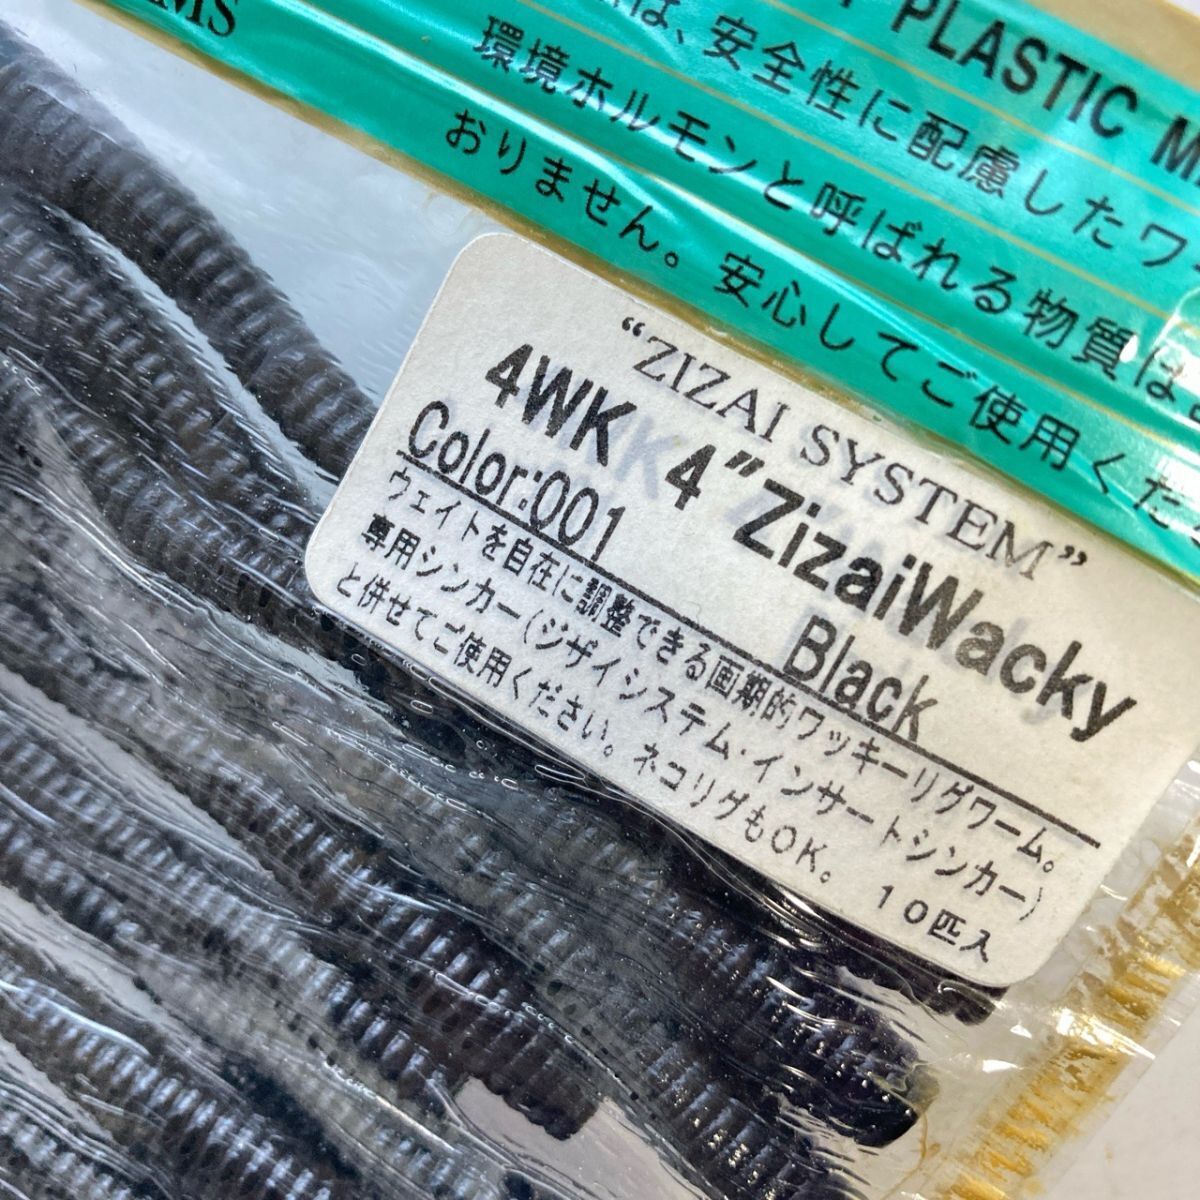 PLASTIC
は、安全性に配慮したワ
環境ホルモンと呼ばれる物質は
おりません。安心してご使用くだ
MS
“ZIZAI SYSTEM”
4WK 4”ZizaiWacky
Color:001 Black
ウェイトを自在に調整できる画期的ワッキーリグワーム。
専用シンカー(ジザイシステム・インサートシンカー)
と併せてご使用ください。ネコリグもOK。 10匹入